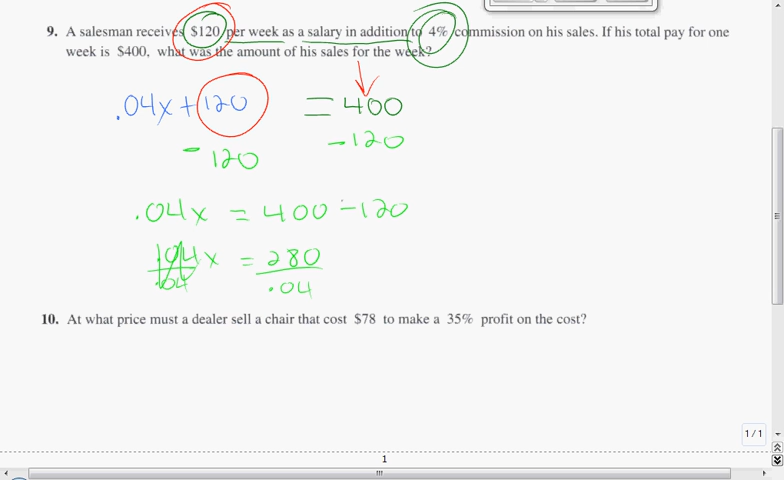 9. A salesman receives $120 per week as a salary in addition to 4% commission on his sales. If his total pay for one
week is $400, what was the amount of his sales for the week?
.04x + 120 = 400
- 120 - 120
.04x = 400 - 120
.04x = 280
.04 .04
10. At what price must a dealer sell a chair that cost $78 to make a 35% profit on the cost?
1 / 1
1